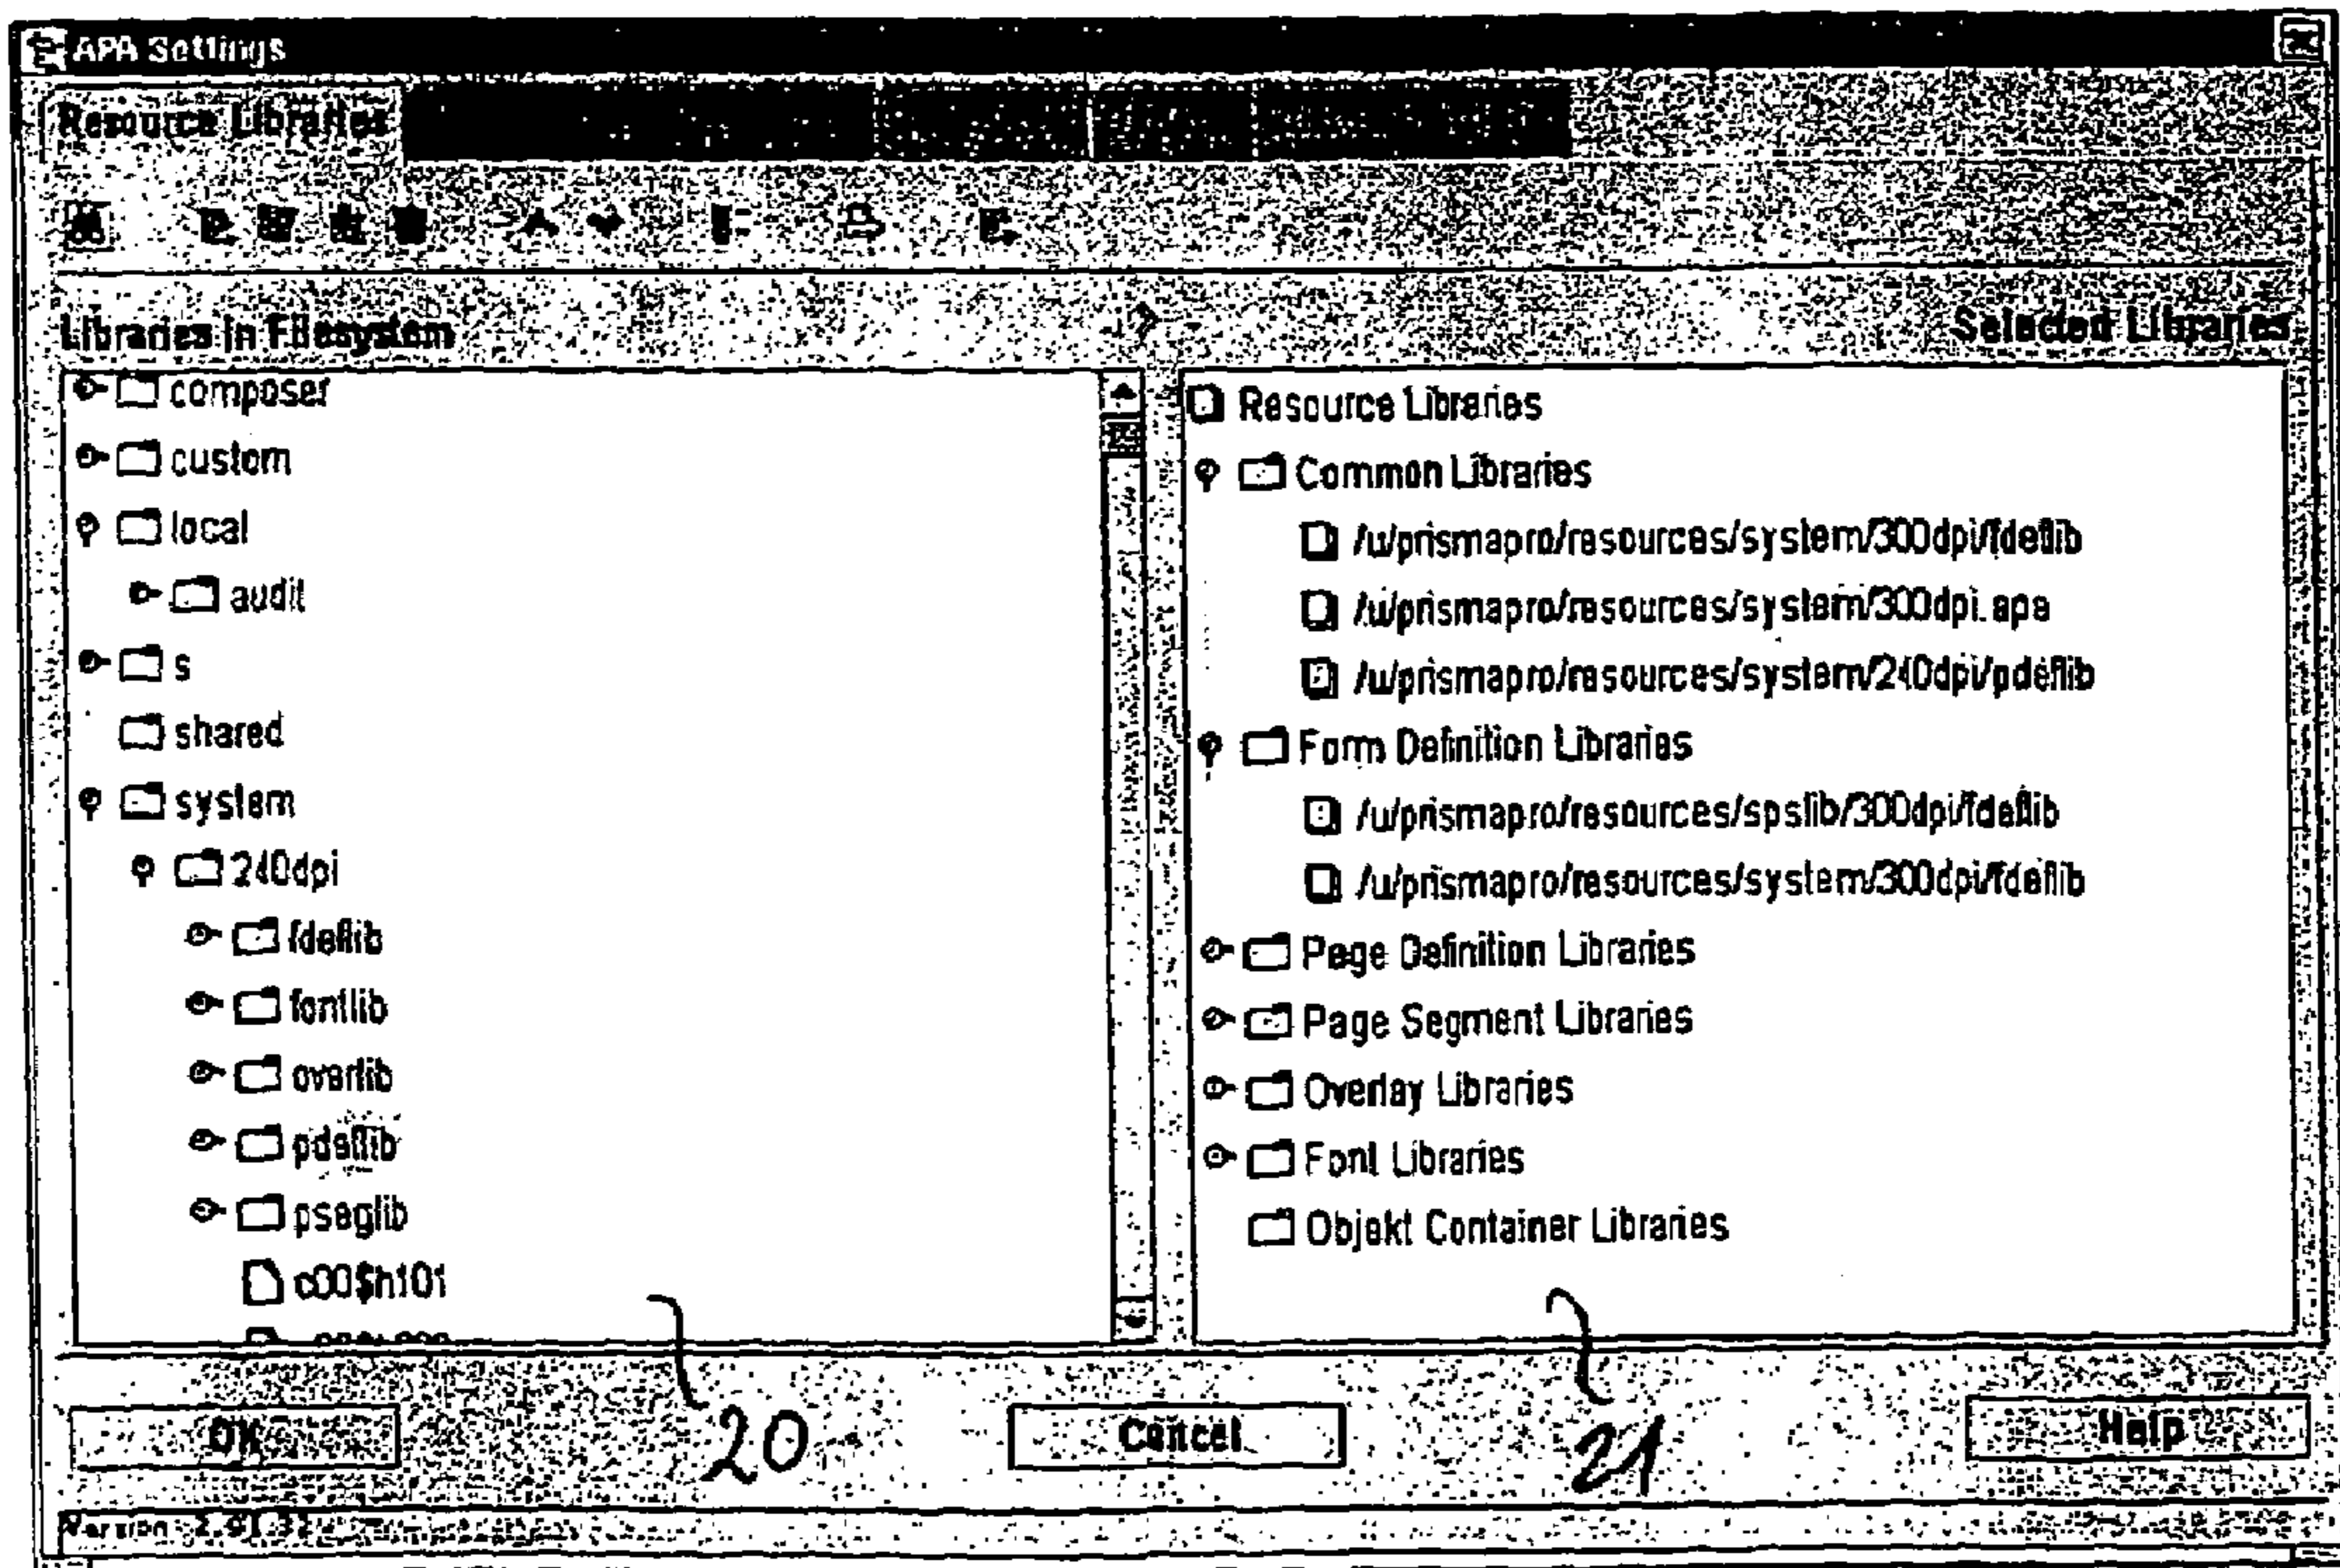 APA Settings
Resource Libraries
Libraries in Filesystem
Selected Libraries
composer
custom
local
audit
s
shared
system
240dpi
fdeflib
fontlib
overlib
pdeflib
pseglib
c00$h101
Resource Libraries
Common Libraries
/u/prismapro/resources/system/300dpi/fdeflib
/u/prismapro/resources/system/300dpi.apa
/u/prismapro/resources/system/240dpi/pdeflib
Form Definition Libraries
/u/prismapro/resources/spslib/300dpi/fdeflib
/u/prismapro/resources/system/300dpi/fdeflib
Page Definition Libraries
Page Segment Libraries
Overlay Libraries
Font Libraries
Objekt Container Libraries
OK
20
Cancel
21
Help
Version